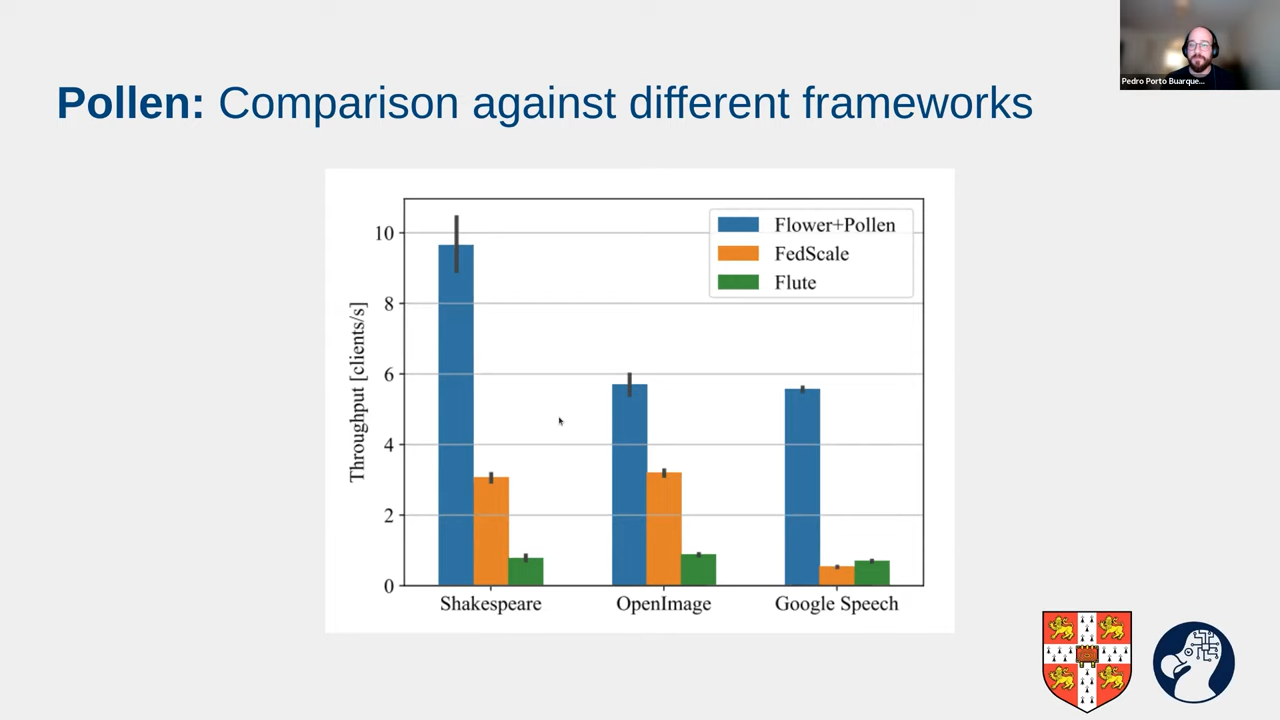 Pollen: Comparison against different frameworks
Pedro Porto Buarque...
Flower+Pollen
FedScale
Flute
Throughput [clients/s]
10
8
6
4
2
0
Shakespeare
OpenImage
Google Speech